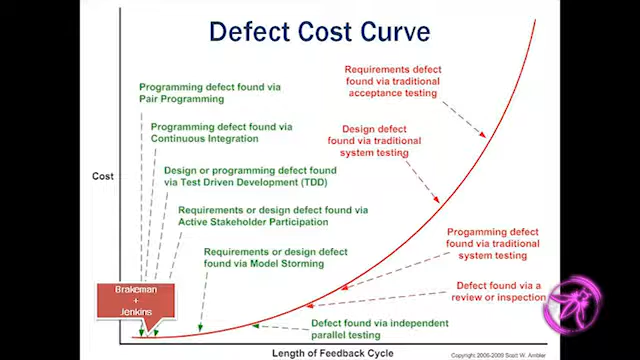 Defect Cost Curve
Programming defect found via
Pair Programming
Programming defect found via
Continuous Integration
Design or programming defect found
via Test Driven Development (TDD)
Requirements or design defect found via
Active Stakeholder Participation
Requirements or design defect
found via Model Storming
Requirements defect
found via traditional
acceptance testing
Design defect
found via traditional
system testing
Progamming defect
found via traditional
system testing
Defect found via a
review or inspection
Defect found via independent
parallel testing
Cost
Brakeman
+
Jenkins
Length of Feedback Cycle
Copyright 2006-2009 Scott W. Ambler